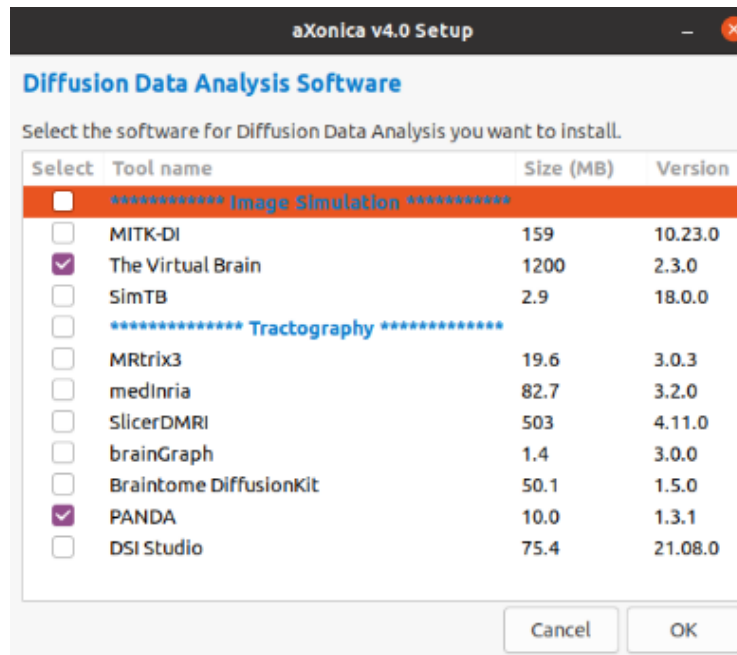 aXonica v4.0 Setup
Diffusion Data Analysis Software
Select the software for Diffusion Data Analysis you want to install.
Select Tool name Size (MB) Version
************ Image Simulation ***********
MITK-DI 159 10.23.0
The Virtual Brain 1200 2.3.0
SimTB 2.9 18.0.0
************** Tractography *************
MRtrix3 19.6 3.0.3
medInria 82.7 3.2.0
SlicerDMRI 503 4.11.0
brainGraph 1.4 3.0.0
Braintome DiffusionKit 50.1 1.5.0
PANDA 10.0 1.3.1
DSI Studio 75.4 21.08.0
Cancel OK